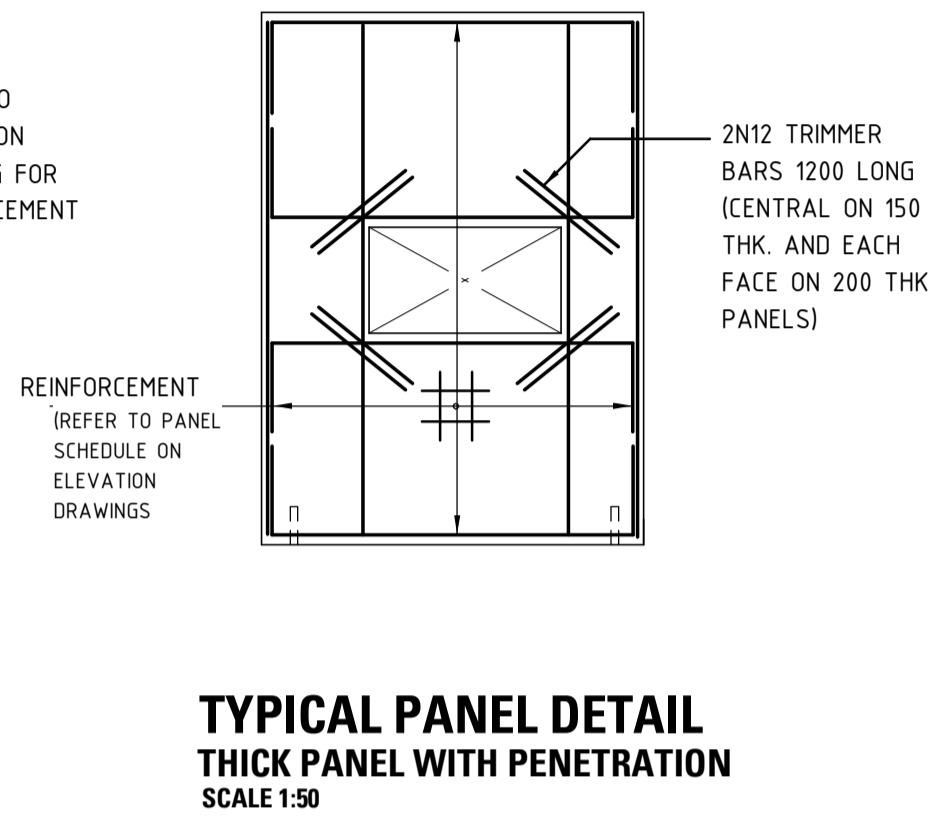 FOR
2N12 TRIMMER
BARS 1200 LONG
(CENTRAL ON 150
THK. AND EACH
FACE ON 200 THK
PANELS)
REINFORCEMENT
(REFER TO PANEL
SCHEDULE ON
ELEVATION
DRAWINGS
TYPICAL PANEL DETAIL
THICK PANEL WITH PENETRATION
SCALE 1:50